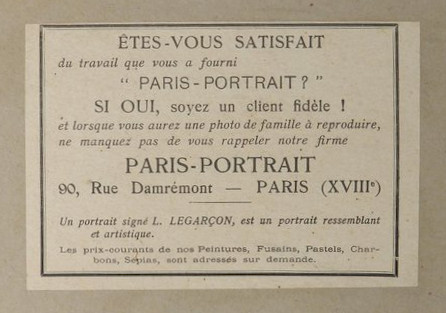 ÊTES-VOUS SATISFAIT
du travail que vous a fourni
“ PARIS-PORTRAIT ? ”
SI OUI, soyez un client fidèle !
et lorsque vous aurez une photo de famille à reproduire,
ne manquez pas de vous rappeler notre firme
PARIS-PORTRAIT
90, Rue Damrémont — PARIS (XVIIIe)
Un portrait signé L. LEGARÇON, est un portrait ressemblant
et artistique.
Les prix-courants de nos Peintures, Fusains, Pastels, Char-
bons, Sépias, sont adressés sur demande.